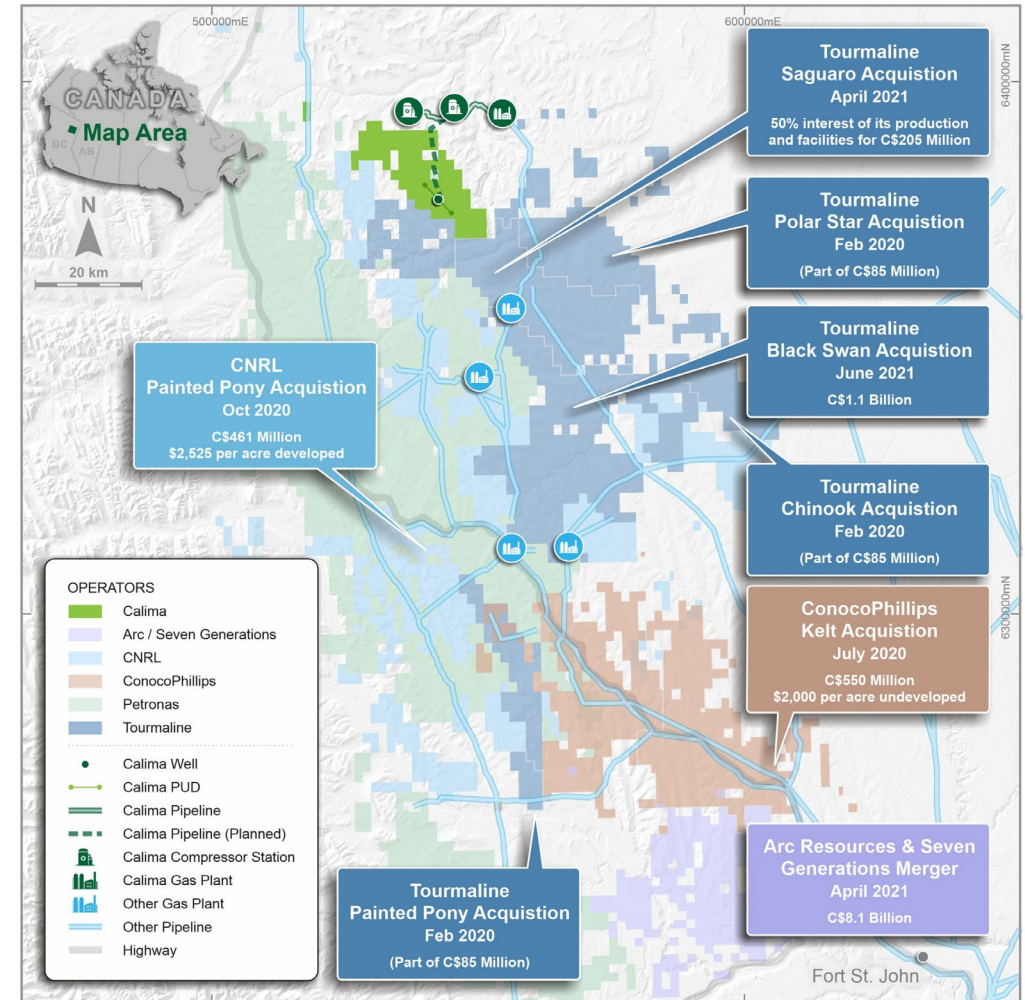 500000mE
600000mE
6400000mN
6300000mN
CANADA
Map Area
BC
AB
N
20 km
Tourmaline
Saguaro Acquistion
April 2021
50% interest of its production
and facilities for C$205 Million
Tourmaline
Polar Star Acquistion
Feb 2020
(Part of C$85 Million)
Tourmaline
Black Swan Acquistion
June 2021
C$1.1 Billion
CNRL
Painted Pony Acquistion
Oct 2020
C$461 Million
$2,525 per acre developed
Tourmaline
Chinook Acquistion
Feb 2020
(Part of C$85 Million)
ConocoPhillips
Kelt Acquistion
July 2020
C$550 Million
$2,000 per acre undeveloped
OPERATORS
Calima
Arc / Seven Generations
CNRL
ConocoPhillips
Petronas
Tourmaline
Calima Well
Calima PUD
Calima Pipeline
Calima Pipeline (Planned)
Calima Compressor Station
Calima Gas Plant
Other Gas Plant
Other Pipeline
Highway
Arc Resources & Seven
Generations Merger
April 2021
C$8.1 Billion
Tourmaline
Painted Pony Acquistion
Feb 2020
(Part of C$85 Million)
Fort St. John